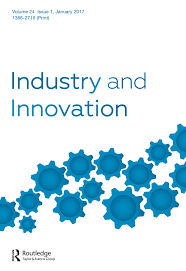 Volume 24 Issue 1, January 2017
1366-2716 (Print)
Industry and
Innovation
Routledge
Taylor & Francis Group